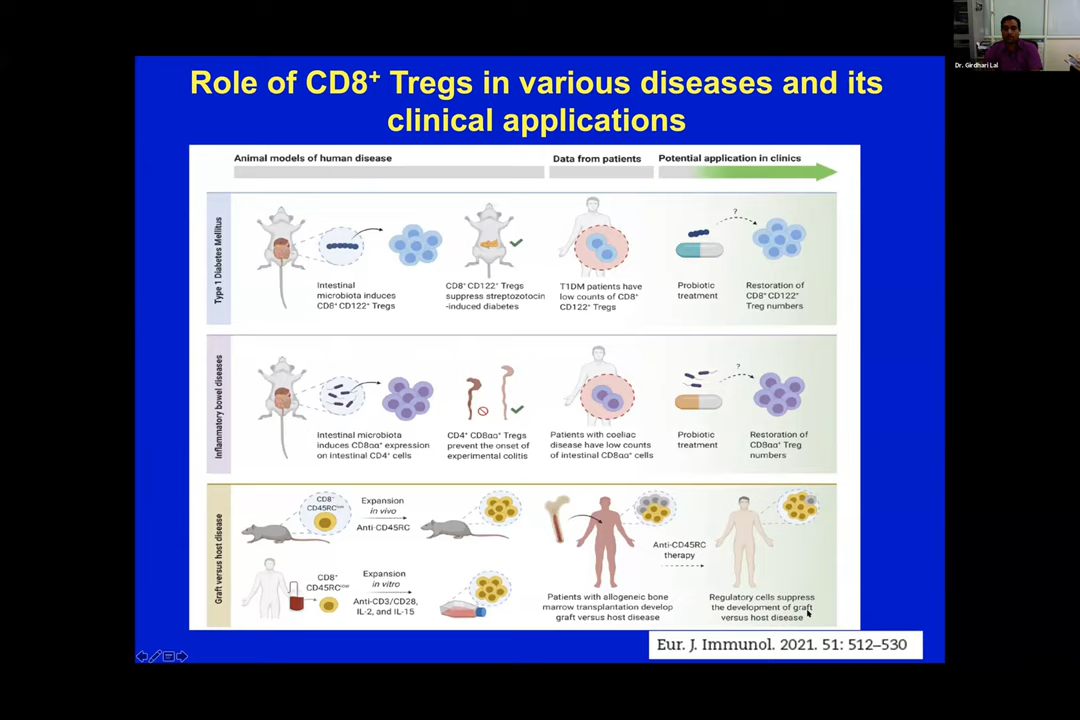 Dr. Girdhari Lal
Role of CD8⁺ Tregs in various diseases and its
clinical applications
Animal models of human disease
Data from patients
Potential application in clinics
Type 1 Diabetes Mellitus
Intestinal
microbiota induces
CD8⁺ CD122⁺ Tregs
CD8⁺ CD122⁺ Tregs
suppress streptozotocin
-induced diabetes
T1DM patients have
low counts of CD8⁺
CD122⁺ Tregs
Probiotic
treatment
?
Restoration of
CD8⁺ CD122⁺
Treg numbers
Inflammatory bowel diseases
Intestinal microbiota
induces CD8αα⁺ expression
on intestinal CD4⁺ cells
CD4⁺ CD8αα⁺ Tregs
prevent the onset of
experimental colitis
Patients with coeliac
disease have low counts
of intestinal CD8αα⁺ cells
Probiotic
treatment
?
Restoration of
CD8αα⁺ Treg
numbers
Graft versus host disease
CD8⁺
CD45RC
Expansion
in vivo
Anti-CD45RC
CD8⁺
CD45RC
Expansion
in vitro
Anti-CD3/CD28,
IL-2, and IL-15
Patients with allogeneic bone
marrow transplantation develop
graft versus host disease
Anti-CD45RC
therapy
Regulatory cells suppress
the development of graft
versus host disease
Eur. J. Immunol. 2021. 51: 512–530